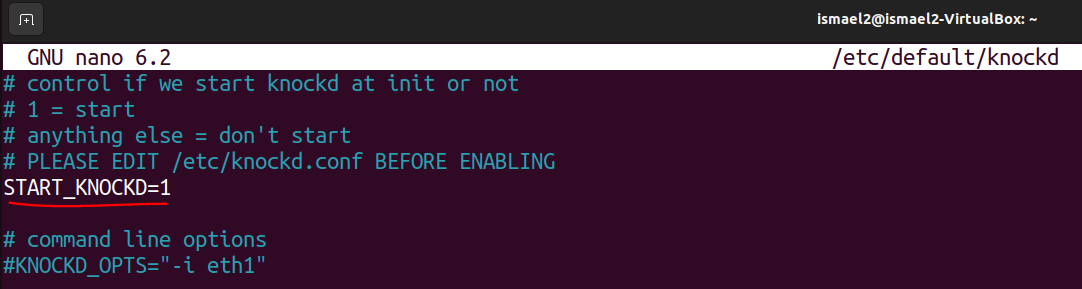 ismael2@ismael2-VirtualBox: ~
GNU nano 6.2 /etc/default/knockd
# control if we start knockd at init or not
# 1 = start
# anything else = don't start
# PLEASE EDIT /etc/knockd.conf BEFORE ENABLING
START_KNOCKD=1
# command line options
#KNOCKD_OPTS="-i eth1"